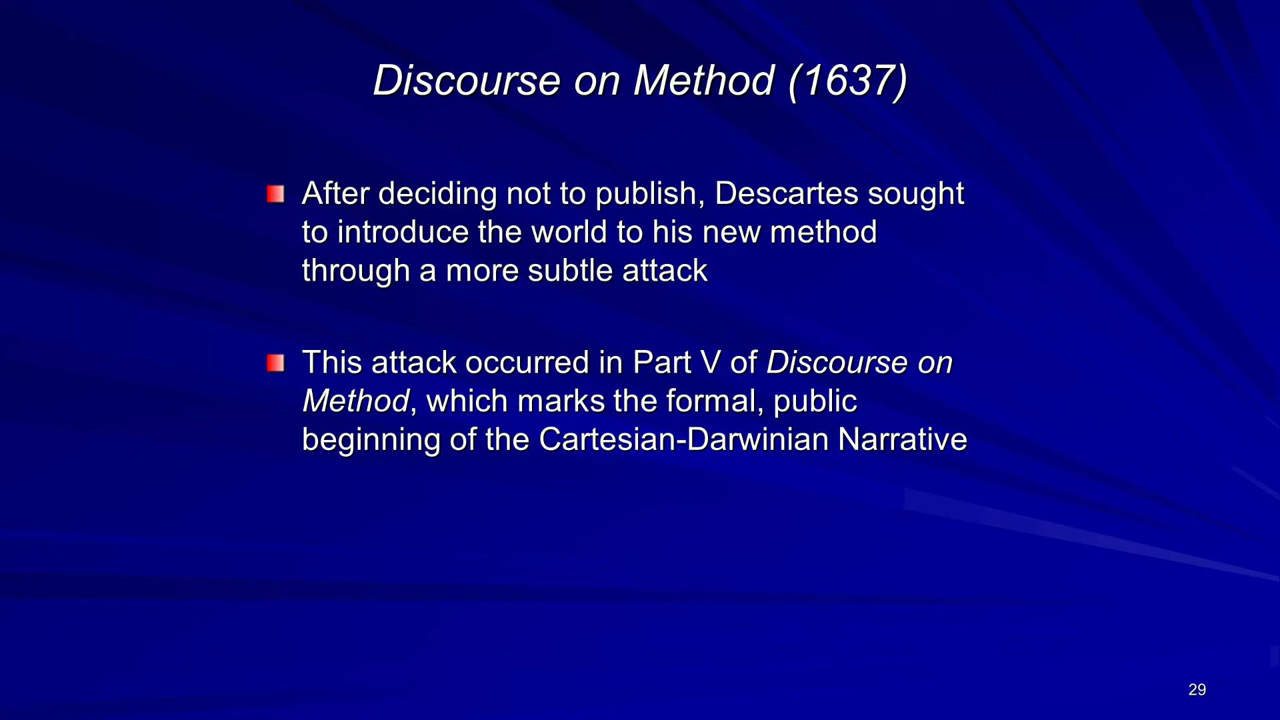 Discourse on Method (1637)
After deciding not to publish, Descartes sought
to introduce the world to his new method
through a more subtle attack
This attack occurred in Part V of Discourse on
Method, which marks the formal, public
beginning of the Cartesian-Darwinian Narrative
29